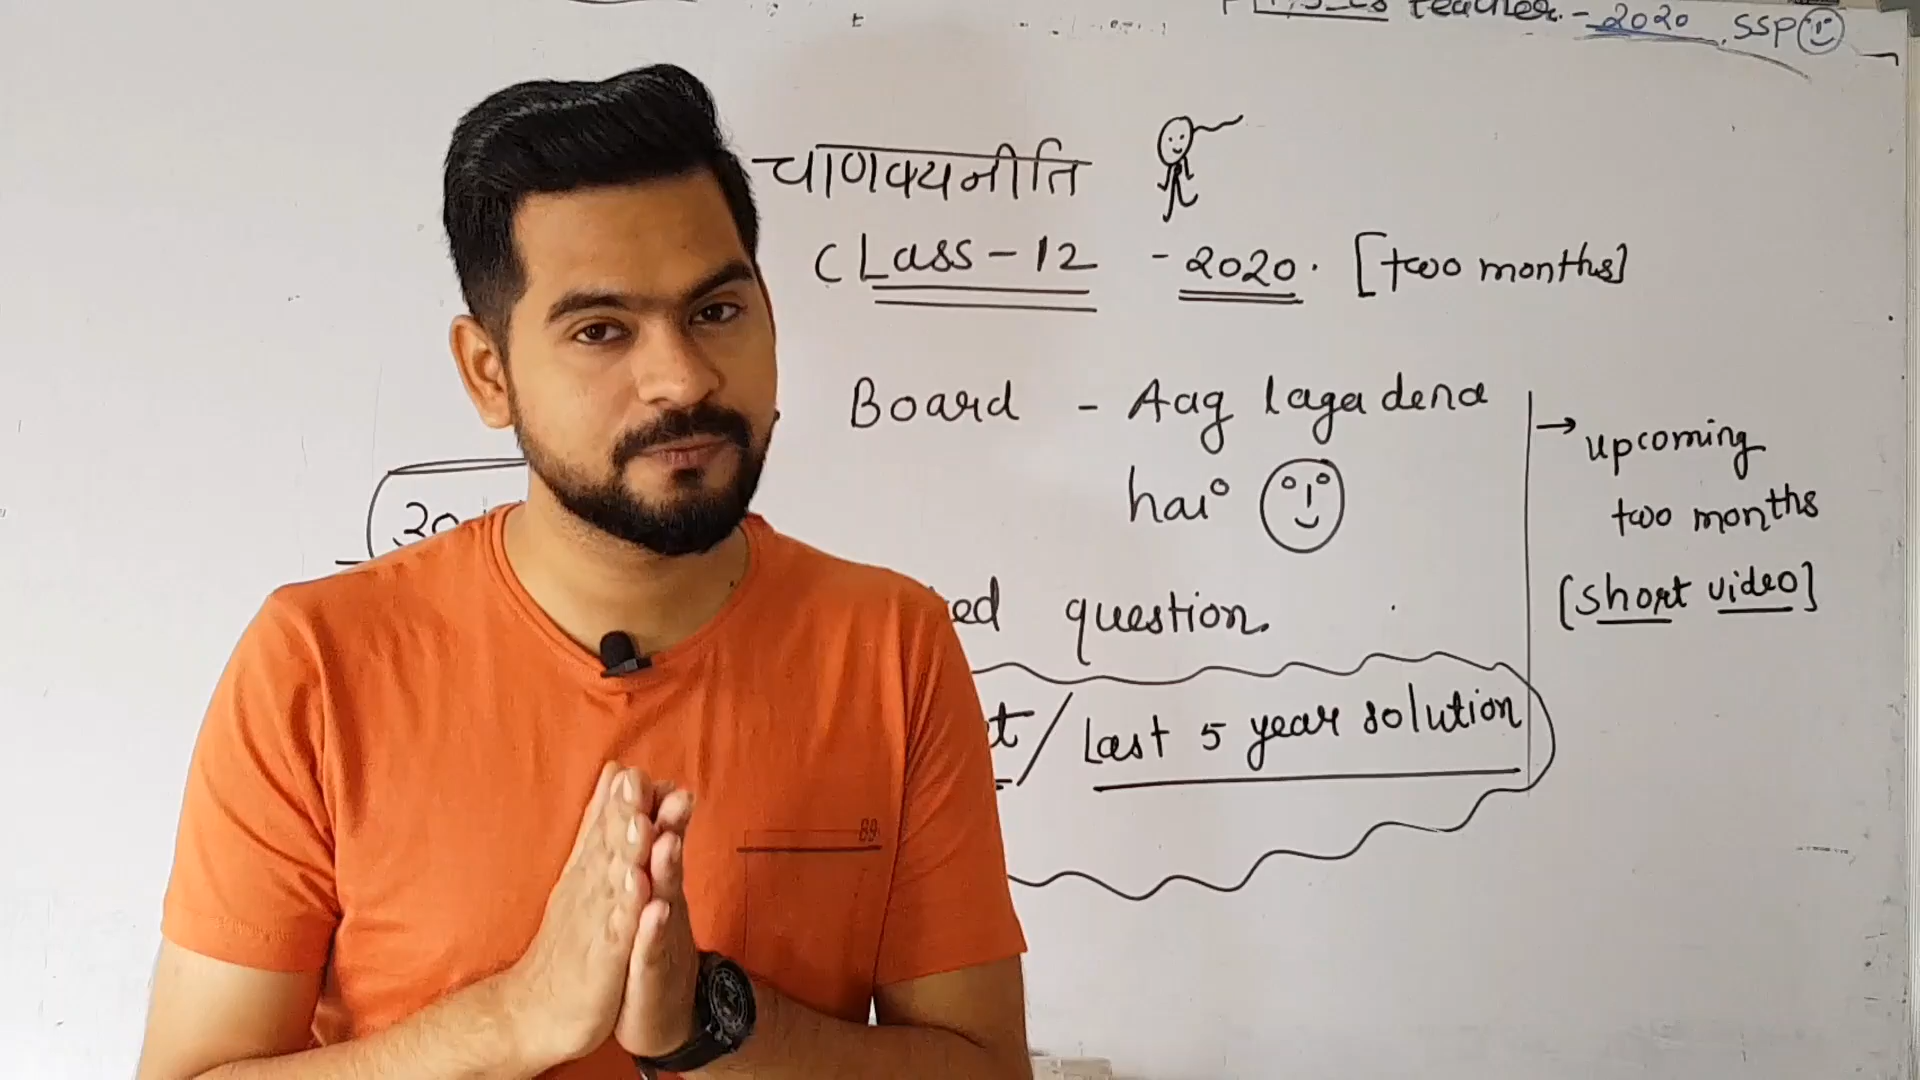 teacher. - 2020. SSP
चाणक्यनीति
CLass - 12 - 2020. [two months]
Board - Aag laga dena
hai
→ upcoming
two months
[short video]
question.
/ Last 5 year solution
89